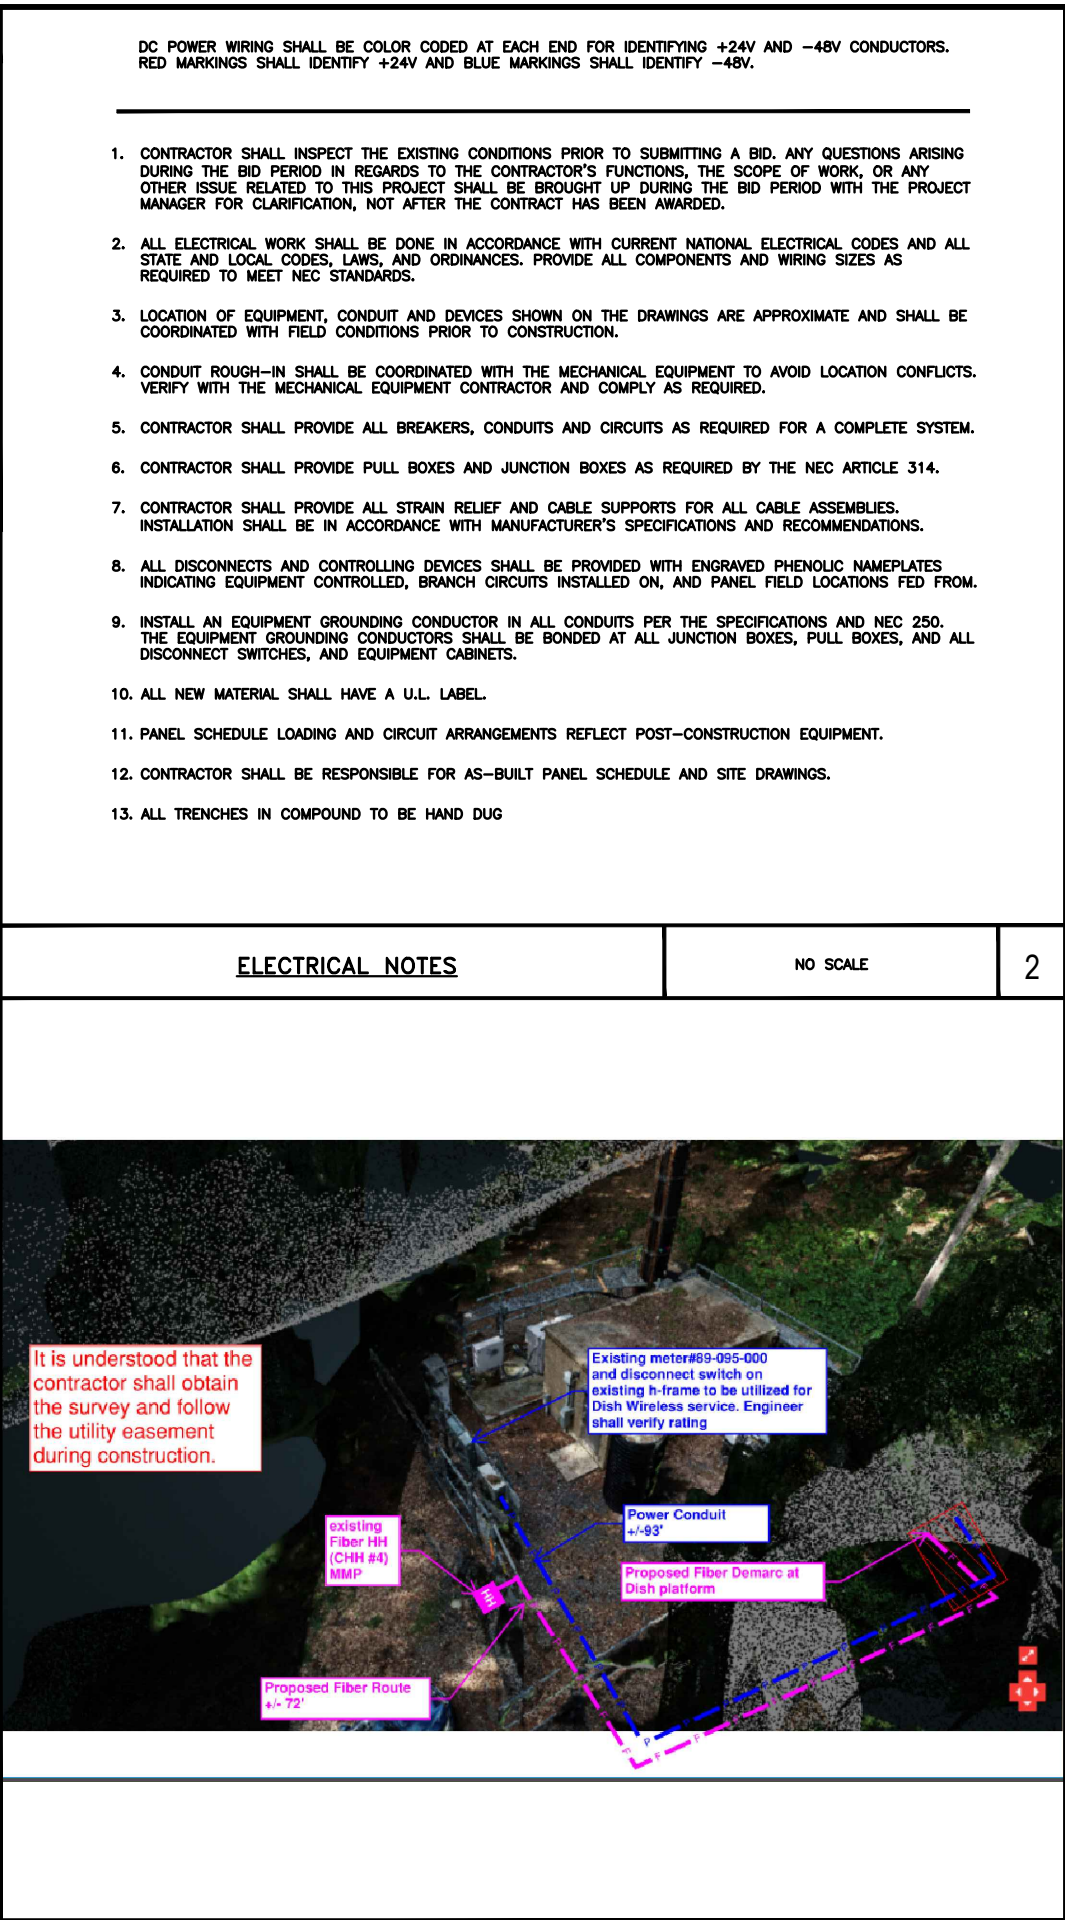 DC POWER WIRING SHALL BE COLOR CODED AT EACH END FOR IDENTIFYING +24V AND -48V CONDUCTORS.
RED MARKINGS SHALL IDENTIFY +24V AND BLUE MARKINGS SHALL IDENTIFY -48V.
1. CONTRACTOR SHALL INSPECT THE EXISTING CONDITIONS PRIOR TO SUBMITTING A BID. ANY QUESTIONS ARISING
DURING THE BID PERIOD IN REGARDS TO THE CONTRACTOR'S FUNCTIONS, THE SCOPE OF WORK, OR ANY
OTHER ISSUE RELATED TO THIS PROJECT SHALL BE BROUGHT UP DURING THE BID PERIOD WITH THE PROJECT
MANAGER FOR CLARIFICATION, NOT AFTER THE CONTRACT HAS BEEN AWARDED.
2. ALL ELECTRICAL WORK SHALL BE DONE IN ACCORDANCE WITH CURRENT NATIONAL ELECTRICAL CODES AND ALL
STATE AND LOCAL CODES, LAWS, AND ORDINANCES. PROVIDE ALL COMPONENTS AND WIRING SIZES AS
REQUIRED TO MEET NEC STANDARDS.
3. LOCATION OF EQUIPMENT, CONDUIT AND DEVICES SHOWN ON THE DRAWINGS ARE APPROXIMATE AND SHALL BE
COORDINATED WITH FIELD CONDITIONS PRIOR TO CONSTRUCTION.
4. CONDUIT ROUGH-IN SHALL BE COORDINATED WITH THE MECHANICAL EQUIPMENT TO AVOID LOCATION CONFLICTS.
VERIFY WITH THE MECHANICAL EQUIPMENT CONTRACTOR AND COMPLY AS REQUIRED.
5. CONTRACTOR SHALL PROVIDE ALL BREAKERS, CONDUITS AND CIRCUITS AS REQUIRED FOR A COMPLETE SYSTEM.
6. CONTRACTOR SHALL PROVIDE PULL BOXES AND JUNCTION BOXES AS REQUIRED BY THE NEC ARTICLE 314.
7. CONTRACTOR SHALL PROVIDE ALL STRAIN RELIEF AND CABLE SUPPORTS FOR ALL CABLE ASSEMBLIES.
INSTALLATION SHALL BE IN ACCORDANCE WITH MANUFACTURER'S SPECIFICATIONS AND RECOMMENDATIONS.
8. ALL DISCONNECTS AND CONTROLLING DEVICES SHALL BE PROVIDED WITH ENGRAVED PHENOLIC NAMEPLATES
INDICATING EQUIPMENT CONTROLLED, BRANCH CIRCUITS INSTALLED ON, AND PANEL FIELD LOCATIONS FED FROM.
9. INSTALL AN EQUIPMENT GROUNDING CONDUCTOR IN ALL CONDUITS PER THE SPECIFICATIONS AND NEC 250.
THE EQUIPMENT GROUNDING CONDUCTORS SHALL BE BONDED AT ALL JUNCTION BOXES, PULL BOXES, AND ALL
DISCONNECT SWITCHES, AND EQUIPMENT CABINETS.
10. ALL NEW MATERIAL SHALL HAVE A U.L. LABEL.
11. PANEL SCHEDULE LOADING AND CIRCUIT ARRANGEMENTS REFLECT POST-CONSTRUCTION EQUIPMENT.
12. CONTRACTOR SHALL BE RESPONSIBLE FOR AS-BUILT PANEL SCHEDULE AND SITE DRAWINGS.
13. ALL TRENCHES IN COMPOUND TO BE HAND DUG
ELECTRICAL NOTES
NO SCALE
2
It is understood that the
contractor shall obtain
the survey and follow
the utility easement
during construction.
Existing meter#89-095-000
and disconnect switch on
existing h-frame to be utilized for
Dish Wireless service. Engineer
shall verify rating
existing
Fiber HH
(CHH #4)
MMP
Power Conduit
+/-93'
Proposed Fiber Demarc at
Dish platform
HH
Proposed Fiber Route
+/- 72'
P
F
F
F
F
F
F